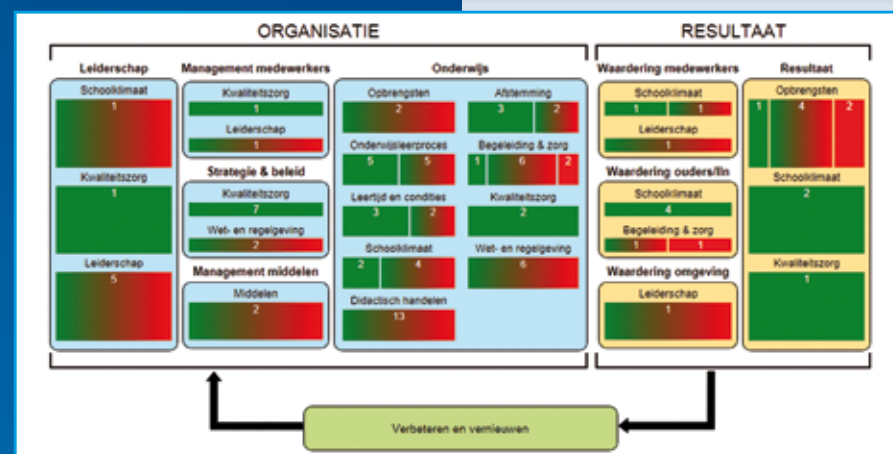 ORGANISATIE
RESULTAAT
Leiderschap
Schoolklimaat
1
Kwaliteitszorg
1
Leiderschap
5
Management medewerkers
Kwaliteitszorg
1
Leiderschap
1
Strategie & beleid
Kwaliteitszorg
7
Wet- en regelgeving
2
Management middelen
Middelen
2
Onderwijs
Opbrengsten
2
Onderwijsleerproces
5 5
Leertijd en condities
3 2
Schoolklimaat
2 4
Didactisch handelen
13
Afstemming
3 2
Begeleiding & zorg
1 6 2
Kwaliteitszorg
2
Wet- en regelgeving
6
Waardering medewerkers
Schoolklimaat
1 1
Leiderschap
1
Waardering ouders/lln
Schoolklimaat
4
Begeleiding & zorg
1 1
Waardering omgeving
Leiderschap
1
Resultaat
Opbrengsten
1 4 2
Schoolklimaat
2
Kwaliteitszorg
1
Verbeteren en vernieuwen